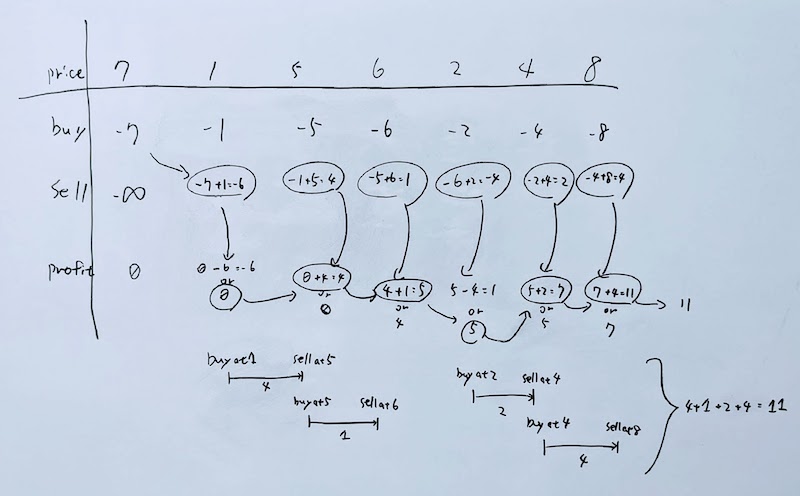 price 7 1 5 6 2 4 8
buy -7 -1 -5 -6 -2 -4 -8
sell -∞ -7+1=-6 -1+5=4 -5+6=1 -6+2=-4 -2+4=2 -4+8=4
profit 0 0-6=-6 0+4=4 4+1=5 5-4=1 5+2=7 7+4=11 11
or or or or or or
0 0 4 5 5 7
buy at 1 sell at 5 buy at 2 sell at 4
4 2
buy at 5 sell at 6 buy at 4 sell at 8
1 4
4+1+2+4=11